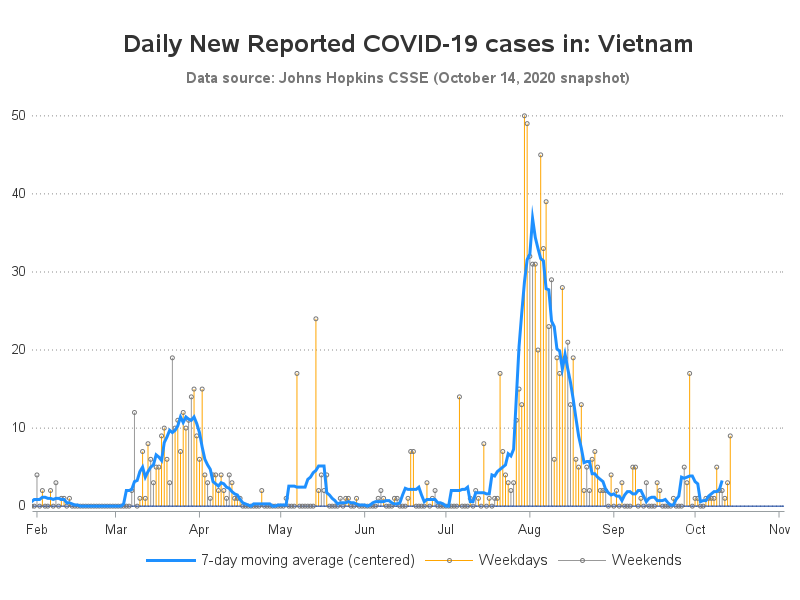 Daily New Reported COVID-19 cases in: Vietnam
Data source: Johns Hopkins CSSE (October 14, 2020 snapshot)
50
40
30
20
10
0
Feb Mar Apr May Jun Jul Aug Sep Oct Nov
7-day moving average (centered) Weekdays Weekends